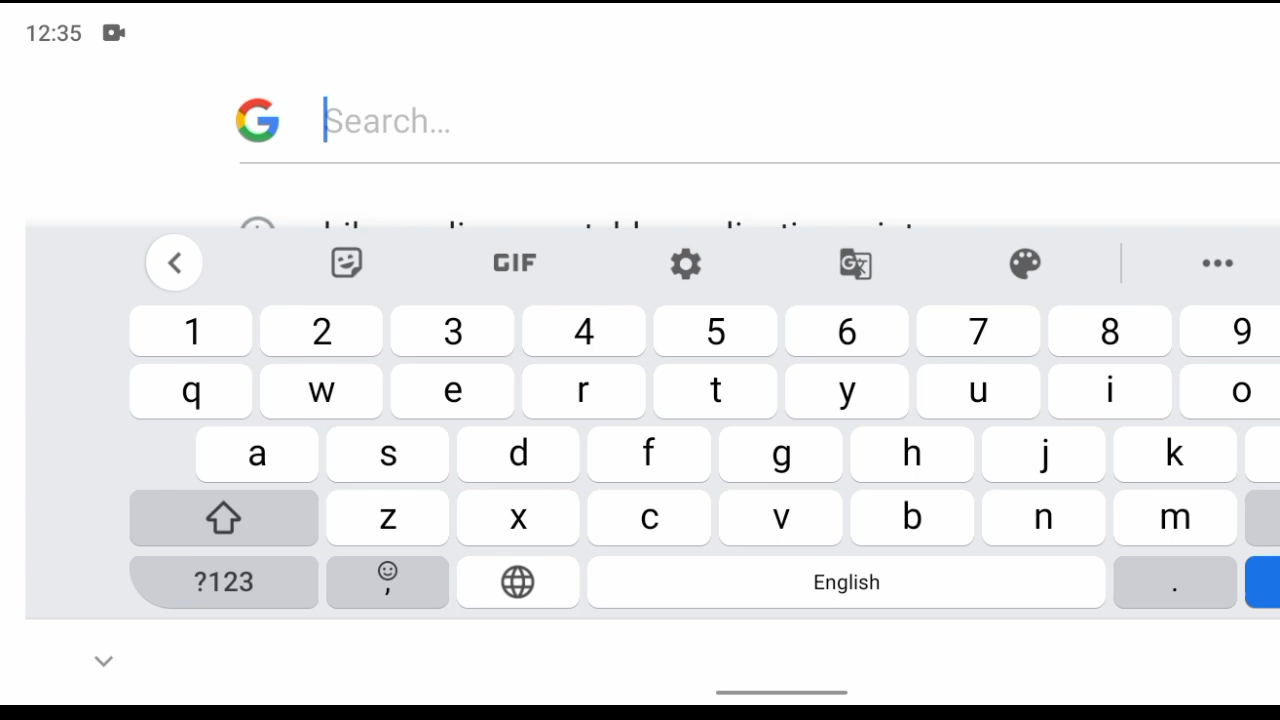 12:35
Search...
GIF
1 2 3 4 5 6 7 8 9
q w e r t y u i o
a s d f g h j k
z x c v b n m
?123 , English .